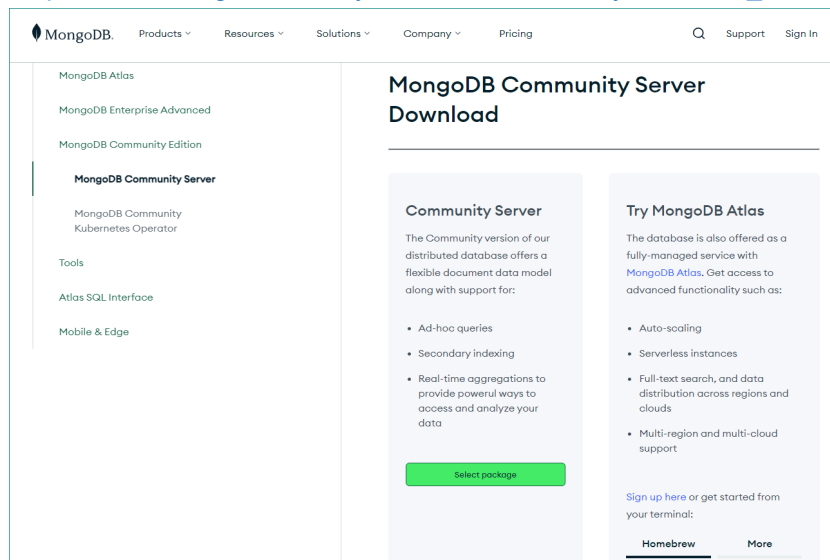 MongoDB. Products Resources Solutions Company Pricing Support Sign In
MongoDB Atlas
MongoDB Enterprise Advanced
MongoDB Community Edition
MongoDB Community Server
MongoDB Community
Kubernetes Operator
Tools
Atlas SQL Interface
Mobile & Edge
MongoDB Community Server
Download
Community Server
The Community version of our
distributed database offers a
flexible document data model
along with support for:
• Ad-hoc queries
• Secondary indexing
• Real-time aggregations to
provide powerul ways to
access and analyze your
data
Select package
Try MongoDB Atlas
The database is also offered as a
fully-managed service with
MongoDB Atlas. Get access to
advanced functionality such as:
• Auto-scaling
• Serverless instances
• Full-text search, and data
distribution across regions and
clouds
• Multi-region and multi-cloud
support
Sign up here or get started from
your terminal:
Homebrew More